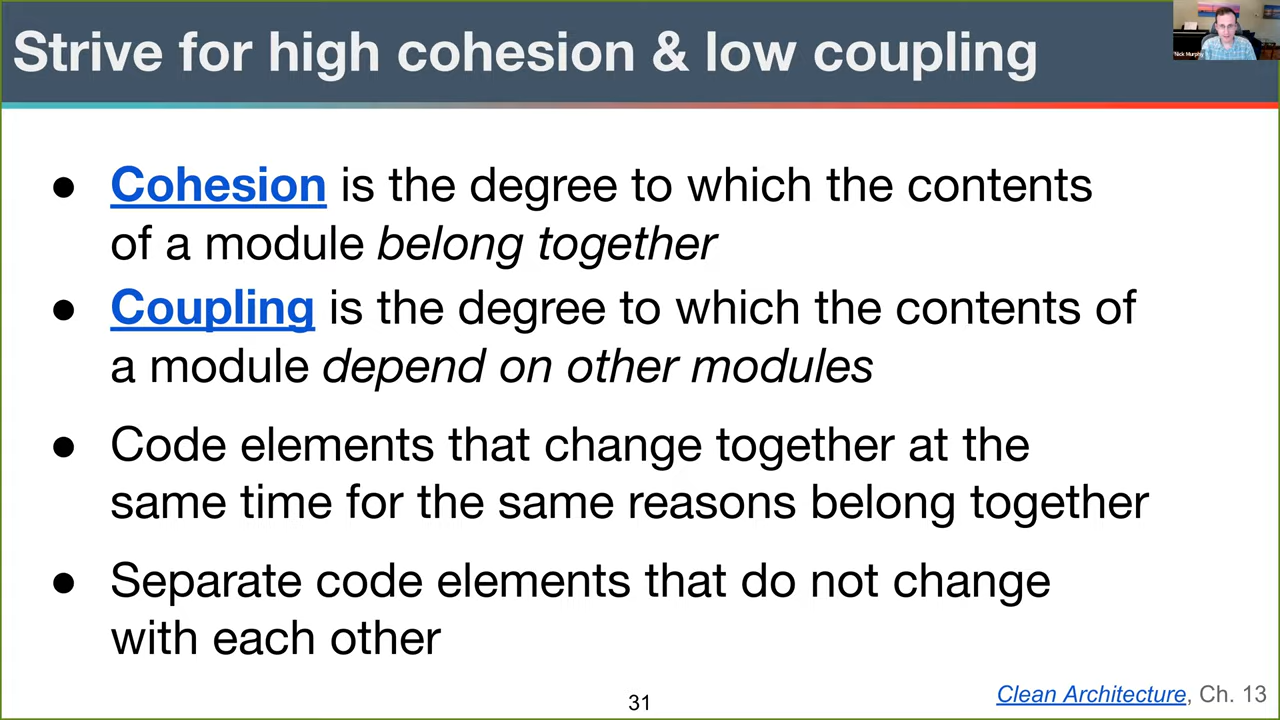 Strive for high cohesion & low coupling
Nick Murphy
● Cohesion is the degree to which the contents
of a module belong together
● Coupling is the degree to which the contents of
a module depend on other modules
● Code elements that change together at the
same time for the same reasons belong together
● Separate code elements that do not change
with each other
31
Clean Architecture, Ch. 13